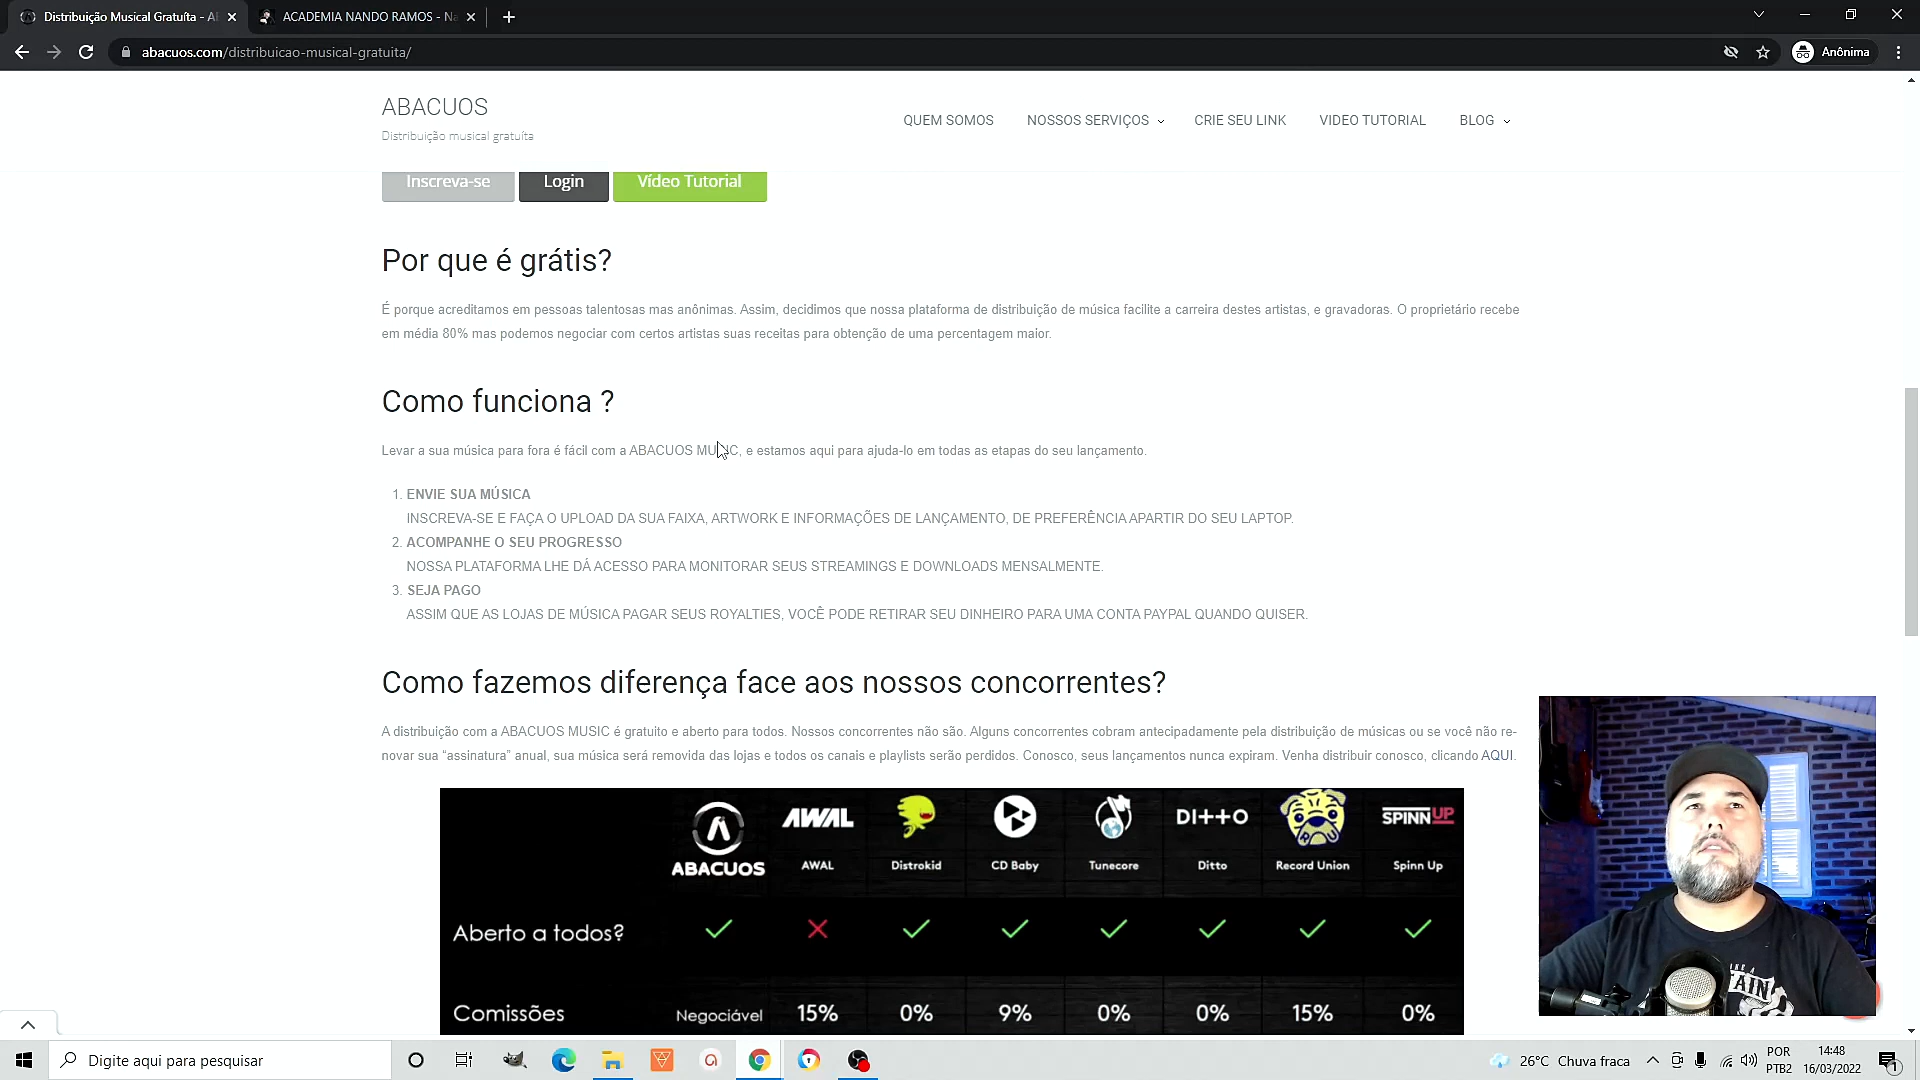 Distribuição Musical Gratuíta - A
ACADEMIA NANDO RAMOS - Na
abacuos.com/distribuicao-musical-gratuita/
Anônima
ABACUOS
Distribuição musical gratuita
QUEM SOMOS
NOSSOS SERVIÇOS
CRIE SEU LINK
VIDEO TUTORIAL
BLOG
Inscreva-se
Login
Vídeo Tutorial
Por que é grátis?
É porque acreditamos em pessoas talentosas mas anônimas. Assim, decidimos que nossa plataforma de distribuição de música facilite a carreira destes artistas, e gravadoras. O proprietário recebe
em média 80% mas podemos negociar com certos artistas suas receitas para obtenção de uma percentagem maior.
Como funciona ?
Levar a sua música para fora é fácil com a ABACUOS MUSIC, e estamos aqui para ajuda-lo em todas as etapas do seu lançamento.
1. ENVIE SUA MÚSICA
INSCREVA-SE E FAÇA O UPLOAD DA SUA FAIXA, ARTWORK E INFORMAÇÕES DE LANÇAMENTO, DE PREFERÊNCIA APARTIR DO SEU LAPTOP.
2. ACOMPANHE O SEU PROGRESSO
NOSSA PLATAFORMA LHE DÁ ACESSO PARA MONITORAR SEUS STREAMINGS E DOWNLOADS MENSALMENTE.
3. SEJA PAGO
ASSIM QUE AS LOJAS DE MÚSICA PAGAR SEUS ROYALTIES, VOCÊ PODE RETIRAR SEU DINHEIRO PARA UMA CONTA PAYPAL QUANDO QUISER.
Como fazemos diferença face aos nossos concorrentes?
A distribuição com a ABACUOS MUSIC é gratuito e aberto para todos. Nossos concorrentes não são. Alguns concorrentes cobram antecipadamente pela distribuição de músicas ou se você não re-
novar sua “assinatura” anual, sua música será removida das lojas e todos os canais e playlists serão perdidos. Conosco, seus lançamentos nunca expiram. Venha distribuir conosco, clicando AQUI.
AWAL
DITTO
SPINNUP
ABACUOS
AWAL
Distrokid
CD Baby
Tunecore
Ditto
Record Union
Spinn Up
Aberto a todos?
Comissões
Negociável
15%
0%
9%
0%
0%
15%
0%
AIN
Digite aqui para pesquisar
26°C Chuva fraca
POR
PTB2
14:48
16/03/2022
1